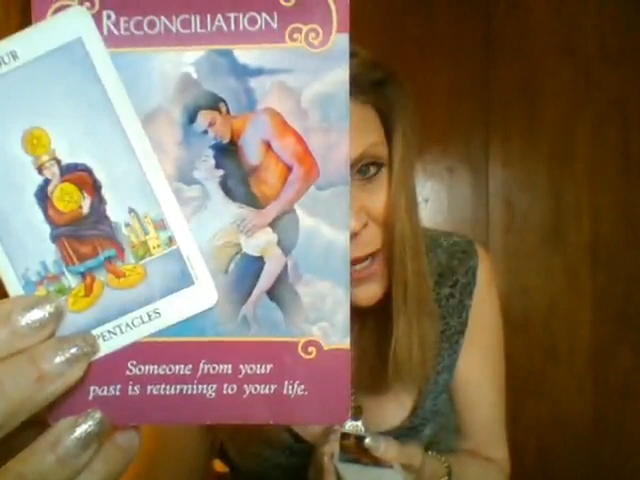 RECONCILIATION
Someone from your
past is returning to your life.
PENTACLES